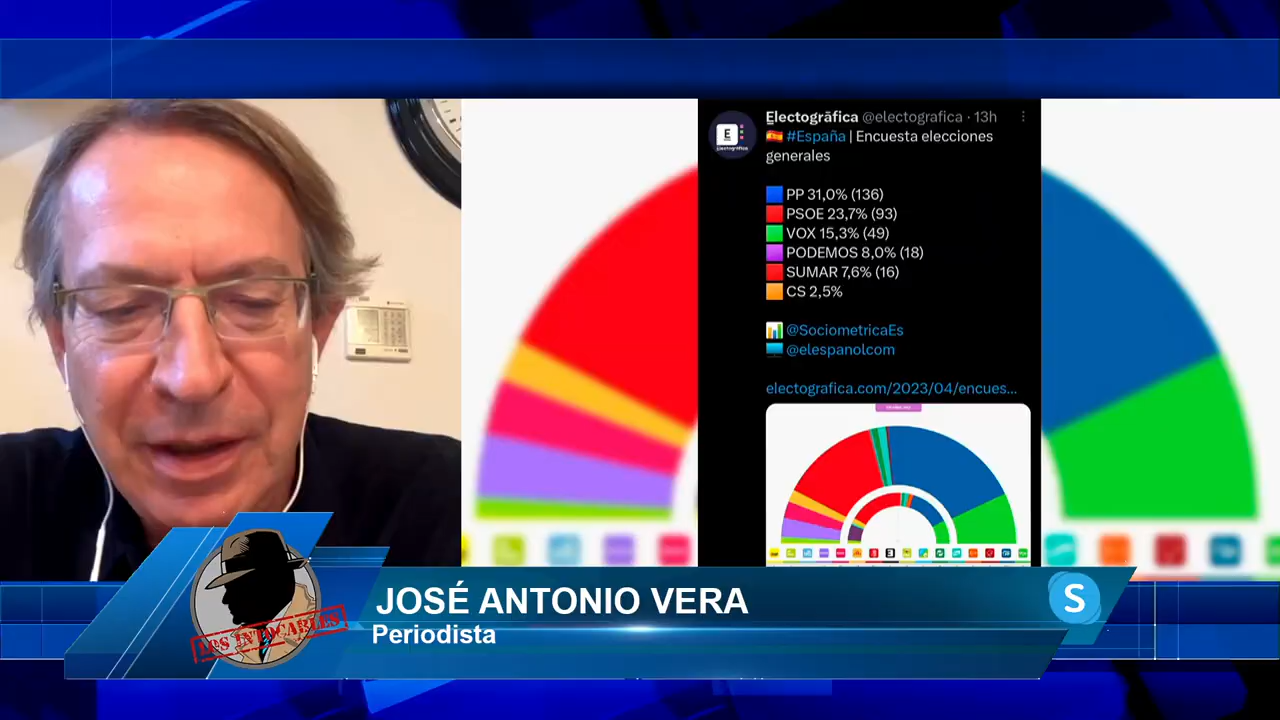 Electogrāfica @electografica · 13h
#España | Encuesta elecciones
generales
PP 31,0% (136)
PSOE 23,7% (93)
VOX 15,3% (49)
PODEMOS 8,0% (18)
SUMAR 7,6% (16)
CS 2,5%
@SociometricaEs
@elespanolcom
electografica.com/2023/04/encues...
LOS INTOCABLES
JOSÉ ANTONIO VERA
Periodista